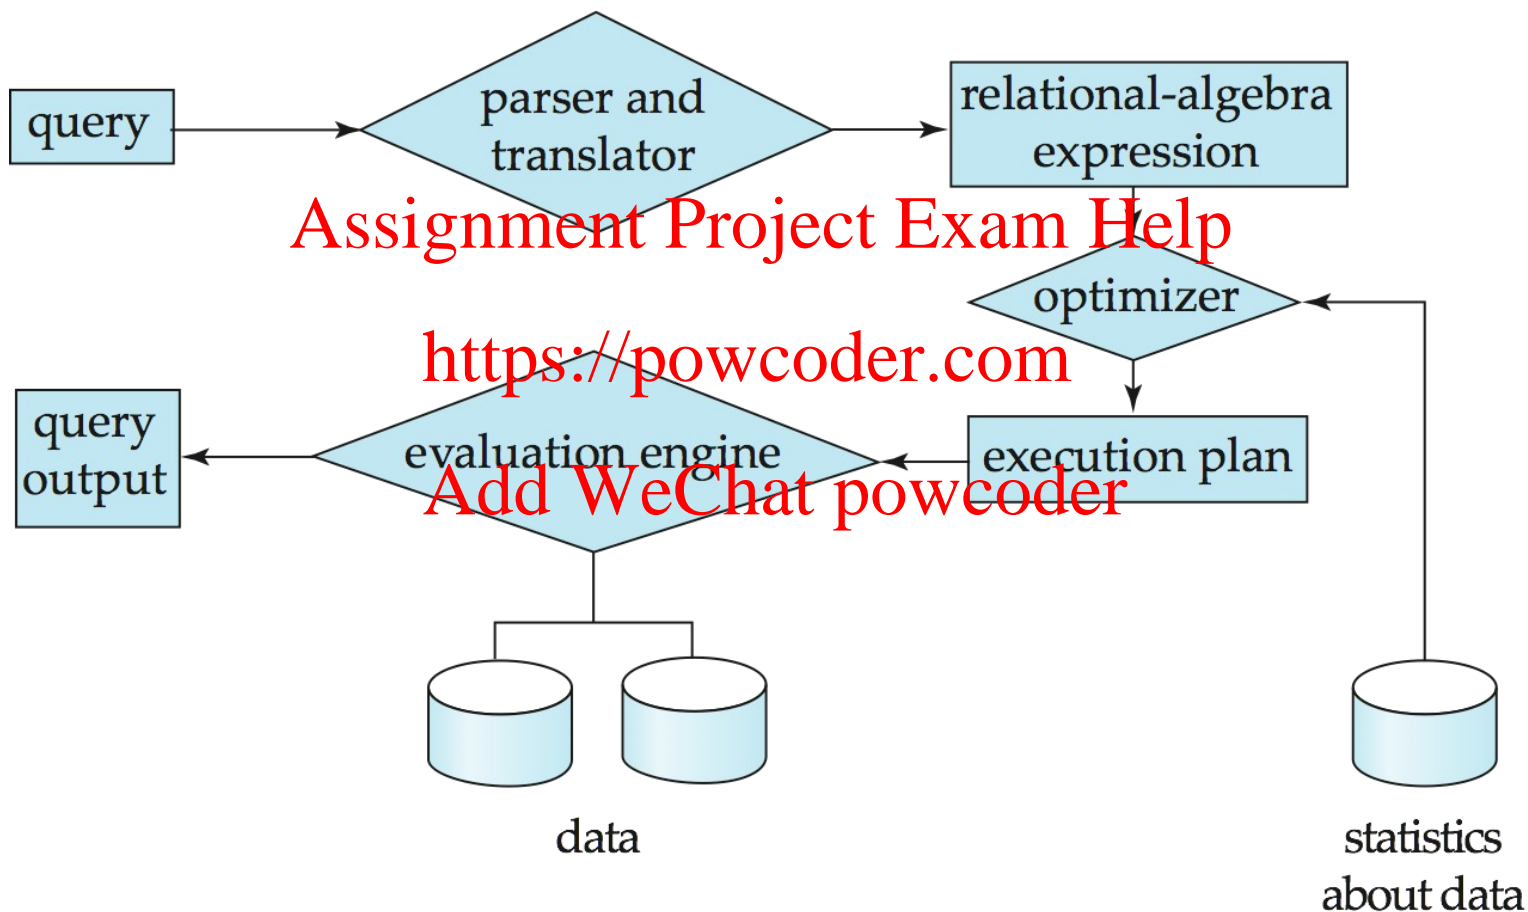 query
parser and
translator
relational-algebra
expression
Assignment Project Exam Help
optimizer
https://powcoder.com
query
output
evaluation engine
execution plan
Add WeChat powcoder
data
statistics
about data